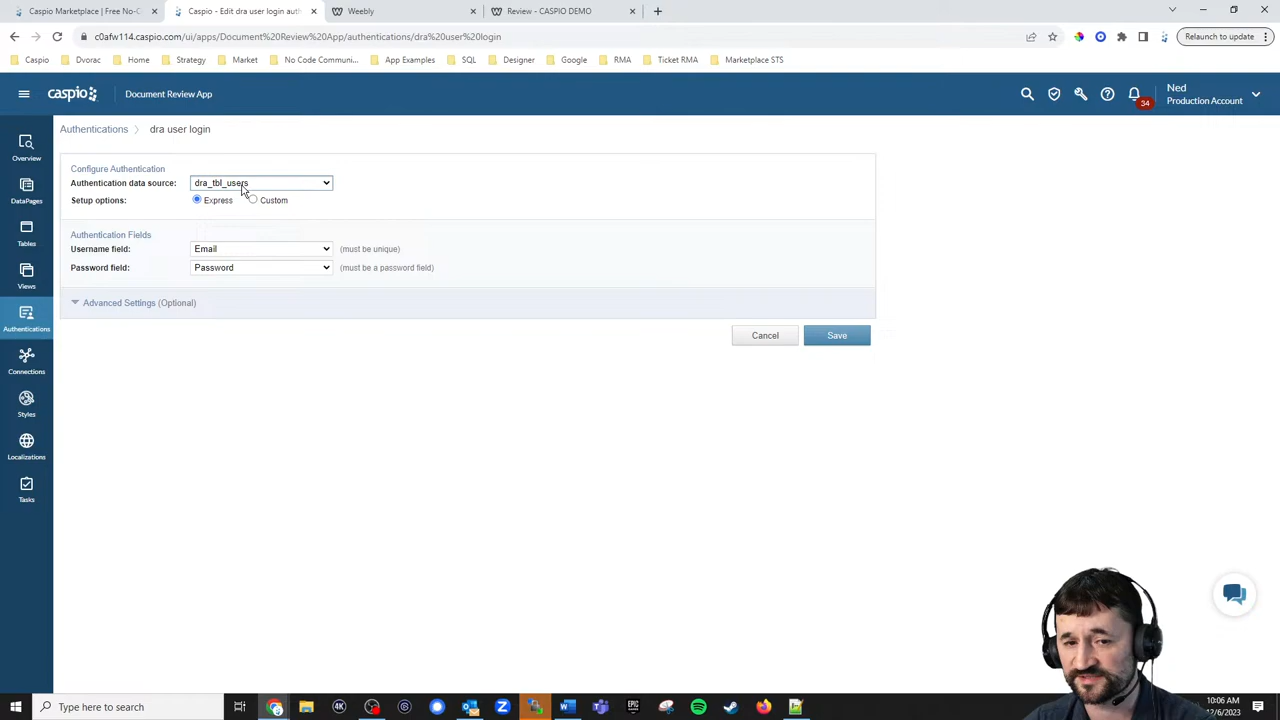 Caspio Marketplace | Free No-C
Caspio - Edit dra user login auth
Weebly
Review - CASPIO DEMO
c0afw114.caspio.com/ui/apps/Document%20Review%20App/authentications/dra%20user%20login
Relaunch to update
Caspio
Dvorac
Home
Strategy
Market
No Code Communi...
App Examples
SQL
Designer
Google
RMA
Ticket RMA
Marketplace STS
caspio
Document Review App
34
Ned
Production Account
Overview
DataPages
Tables
Views
Authentications
Connections
Styles
Localizations
Tasks
Authentications
dra user login
Configure Authentication
Authentication data source: dra_tbl_users
Setup options: Express Custom
Authentication Fields
Username field: Email (must be unique)
Password field: Password (must be a password field)
Advanced Settings (Optional)
Cancel Save
Type here to search
4K
EPIC
10:06 AM
12/6/2023